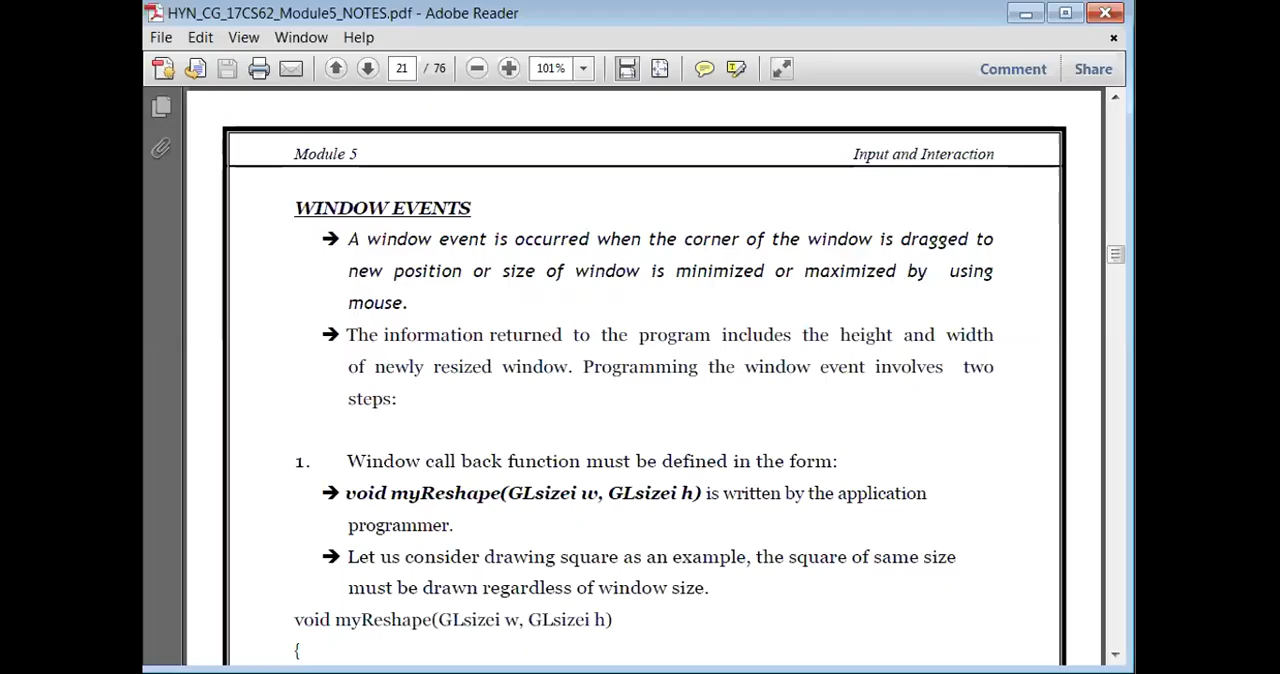 HYN_CG_17CS62_Module5_NOTES.pdf - Adobe Reader
File Edit View Window Help
21 / 76 101% Comment Share
Module 5 Input and Interaction
WINDOW EVENTS
➔ A window event is occurred when the corner of the window is dragged to
new position or size of window is minimized or maximized by using
mouse.
➔ The information returned to the program includes the height and width
of newly resized window. Programming the window event involves two
steps:
1. Window call back function must be defined in the form:
➔ void myReshape(GLsizei w, GLsizei h) is written by the application
programmer.
➔ Let us consider drawing square as an example, the square of same size
must be drawn regardless of window size.
void myReshape(GLsizei w, GLsizei h)
{